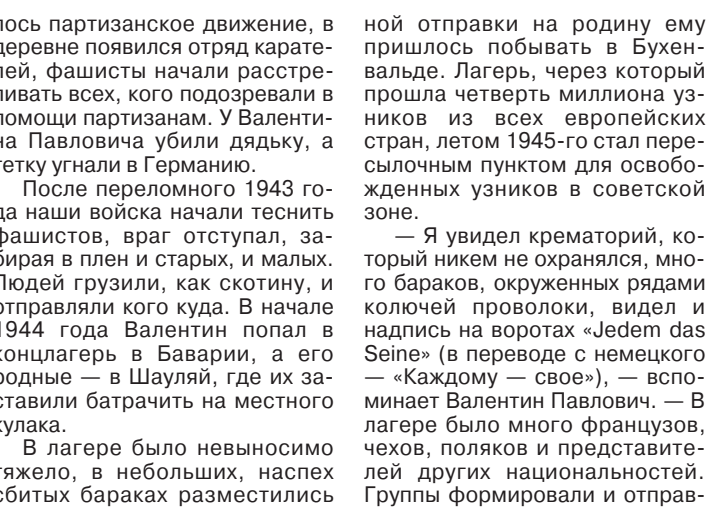 лось партизанское движение, в
деревне появился отряд карате-
лей, фашисты начали расстре-
ливать всех, кого подозревали в
помощи партизанам. У Валенти-
на Павловича убили дядьку, а
тетку угнали в Германию.
После переломного 1943 го-
да наши войска начали теснить
фашистов, враг отступал, за-
бирая в плен и старых, и малых.
Людей грузили, как скотину, и
отправляли кого куда. В начале
1944 года Валентин попал в
концлагерь в Баварии, а его
родные — в Шауляй, где их за-
ставили батрачить на местного
кулака.
В лагере было невыносимо
тяжело, в небольших, наспех
сбитых бараках разместились
ной отправки на родину ему
пришлось побывать в Бухен-
вальде. Лагерь, через который
прошла четверть миллиона уз-
ников из всех европейских
стран, летом 1945-го стал пере-
сылочным пунктом для освобо-
жденных узников в советской
зоне.
— Я увидел крематорий, ко-
торый никем не охранялся, мно-
го бараков, окруженных рядами
колючей проволоки, видел и
надпись на воротах «Jedem das
Seine» (в переводе с немецкого
— «Каждому — свое»), — вспо-
минает Валентин Павлович. — В
лагере было много французов,
чехов, поляков и представите-
лей других национальностей.
Группы формировали и отправ-